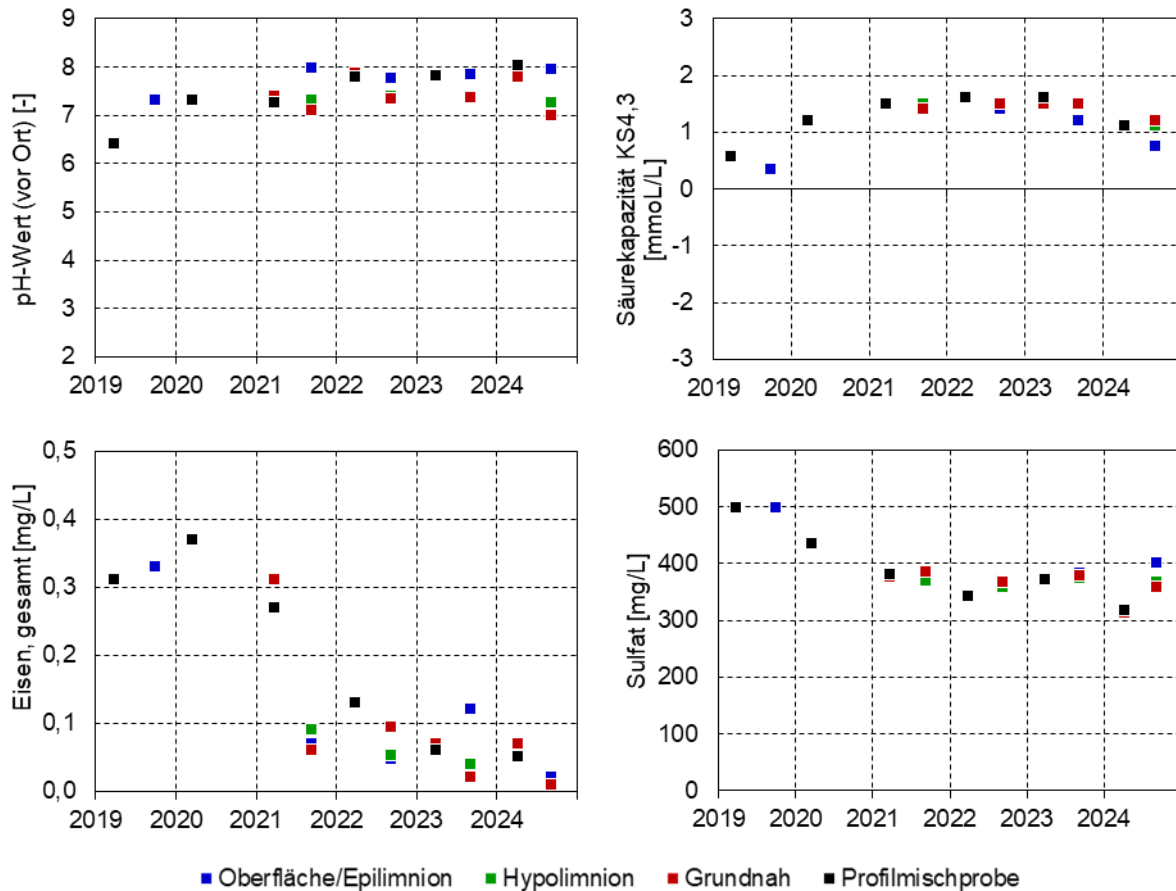 pH-Wert (vor Ort) [-]
9
8
7
6
5
4
3
2
2019 2020 2021 2022 2023 2024
Säurekapazität KS4,3
[mmoL/L]
3
2
1
0
-1
-2
-3
2019 2020 2021 2022 2023 2024
Eisen, gesamt [mg/L]
0,5
0,4
0,3
0,2
0,1
0,0
2019 2020 2021 2022 2023 2024
Sulfat [mg/L]
600
500
400
300
200
100
0
2019 2020 2021 2022 2023 2024
Oberfläche/Epilimnion Hypolimnion Grundnah Profilmischprobe